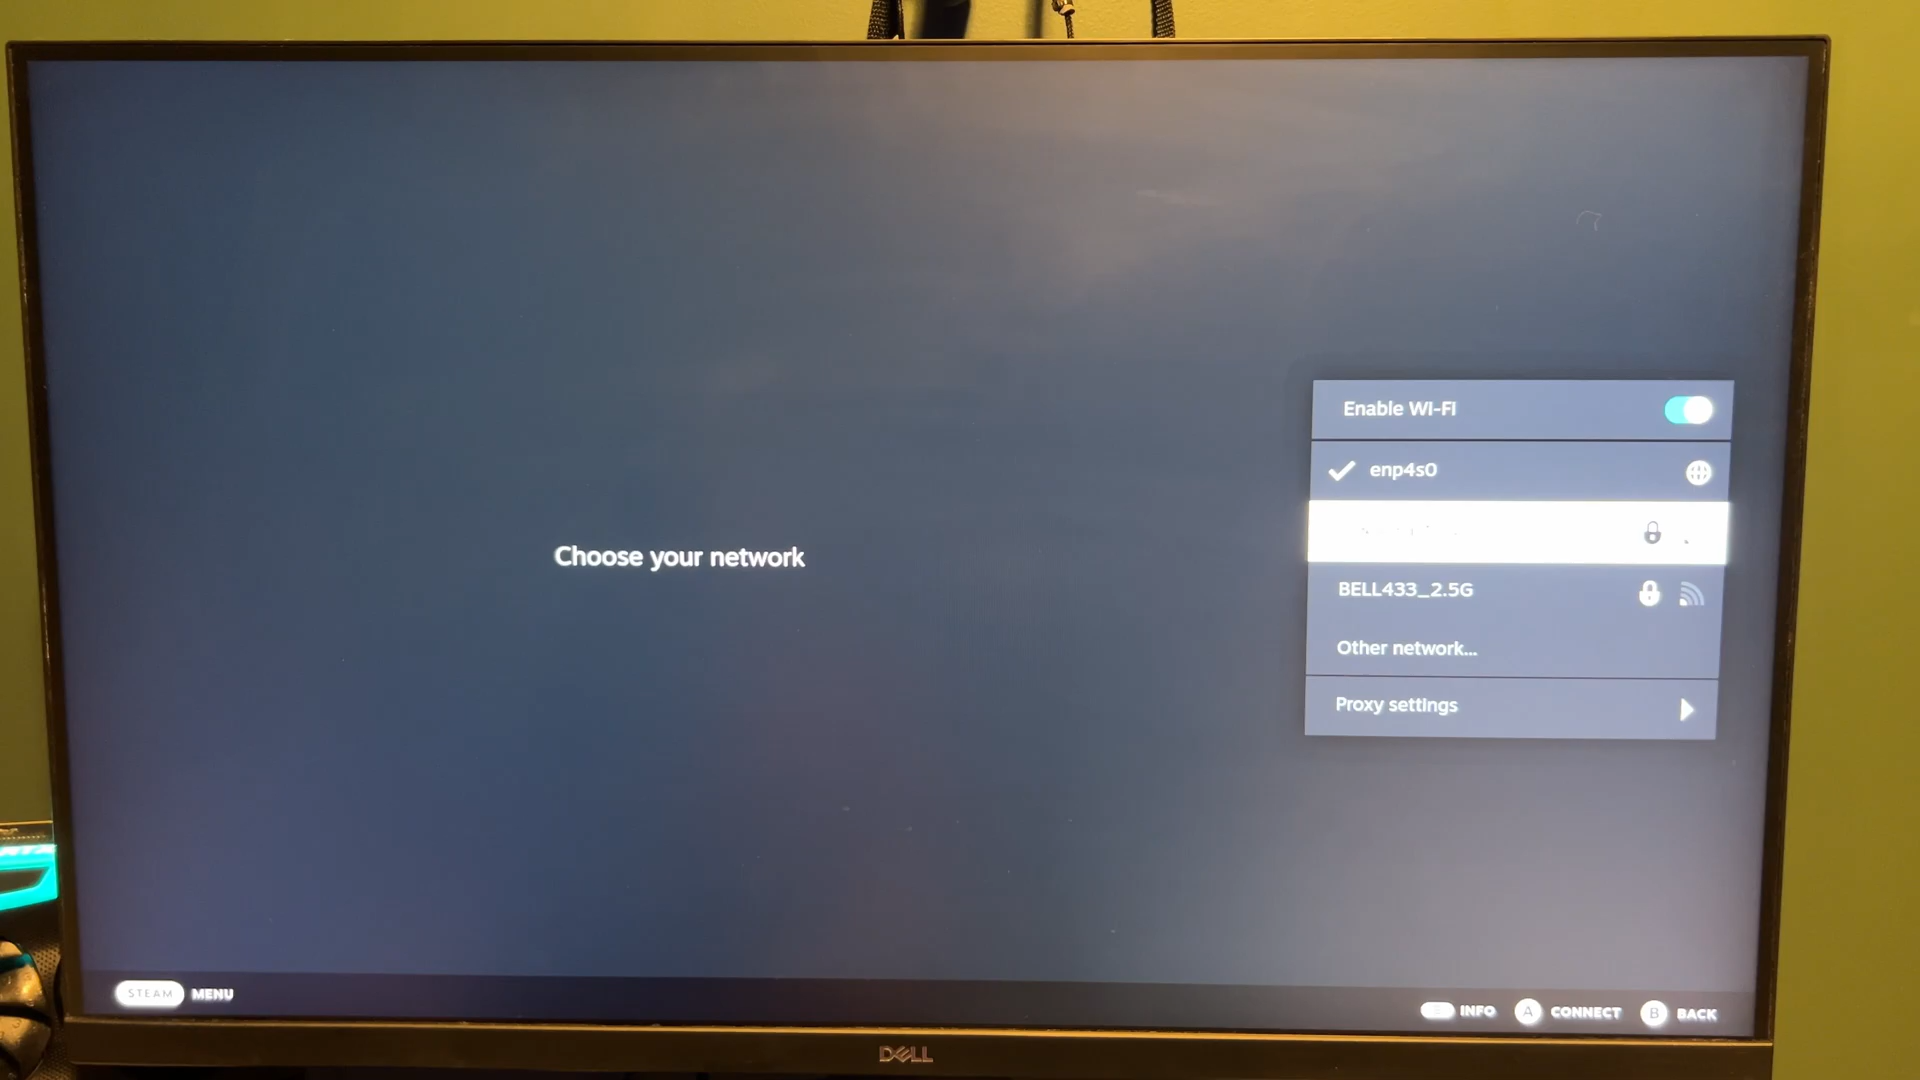 Enable Wi-Fi
enp4s0
Choose your network
BELL433_2.5G
Other network...
Proxy settings
STEAM MENU
INFO A CONNECT B BACK
DELL